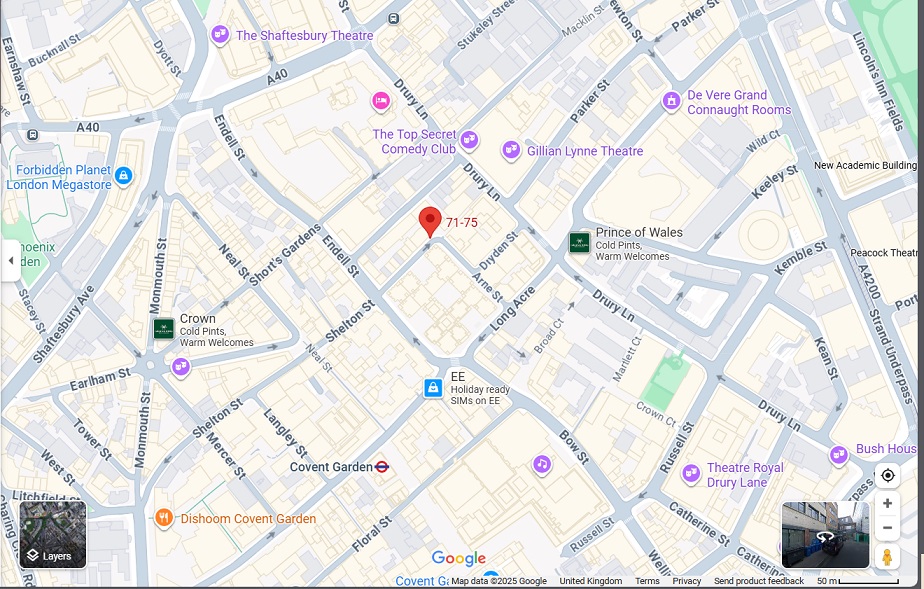 Stukeley Street
Macklin St
ewton St
Parker St
The Shaftesbury Theatre
Bucknall St
Dyott St
Earnshaw St
A40
Drury Ln
Parker St
De Vere Grand
Connaught Rooms
Lincoln's Inn Fields
A40
Endell St
The Top Secret
Comedy Club
Gillian Lynne Theatre
Wild Ct
New Academic Building
Forbidden Planet
London Megastore
Drury Ln
Keeley St
71-75
Prince of Wales
Cold Pints,
Warm Welcomes
hoenix
den
Monmouth St
Neal St
Short's Gardens
Endell St
Dryden St
Kemble St
Peacock Theatr
Arne St
A4200
Strand Underpass
Stacey St
Shaftesbury Ave
Crown
Cold Pints,
Warm Welcomes
Shelton St
Long Acre
Drury Ln
Broad Ct
Martlett Ct
Kean St
Neal St
Earlham St
EE
Holiday ready
SIMs on EE
Monmouth St
Shelton St
Crown Ct
Drury Ln
Tower St
Langley St
Mercer St
Bow St
Russell St
Bush Hous
West St
Covent Garden
Theatre Royal
Drury Lane
Litchfield St
Charing
Dishoom Covent Garden
Floral St
Russell St
Catherine St
Catherine
Layers
Google
Covent Ga
Map data ©2025 Google
United Kingdom
Terms
Privacy
Send product feedback
50 m